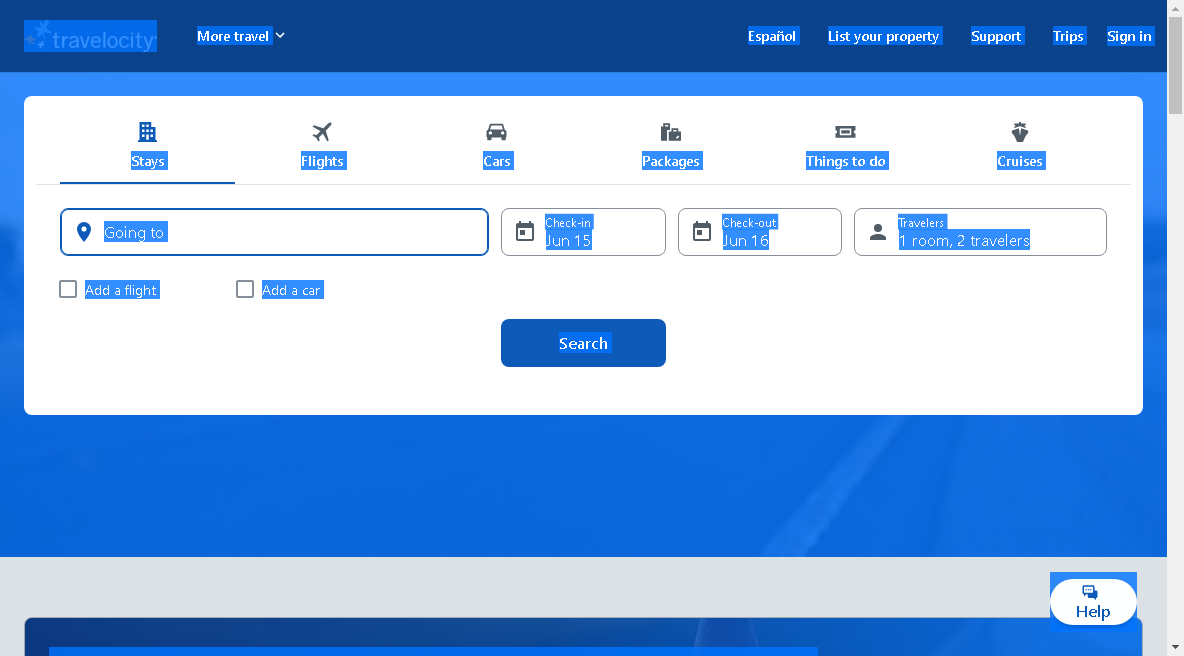 travelocity
More travel
Español
List your property
Support
Trips
Sign in
Stays
Flights
Cars
Packages
Things to do
Cruises
Going to
Check-in
Jun 15
Check-out
Jun 16
Travelers
1 room, 2 travelers
Add a flight
Add a car
Search
Help